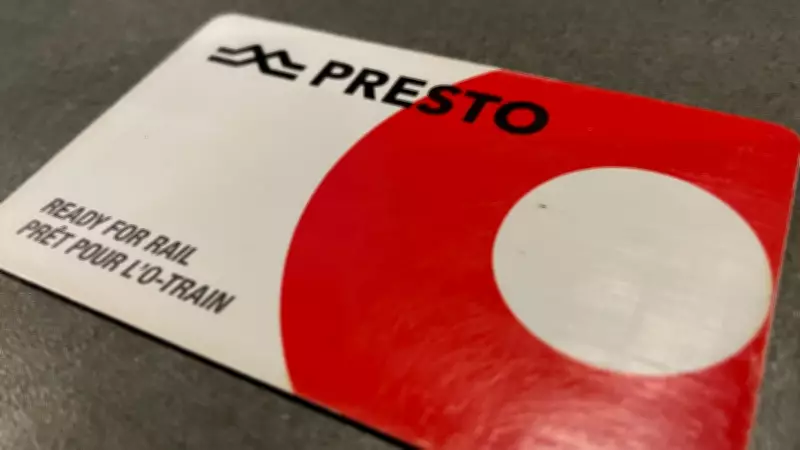 PRESTO
READY FOR RAIL
PRÊT POUR L'O-TRAIN